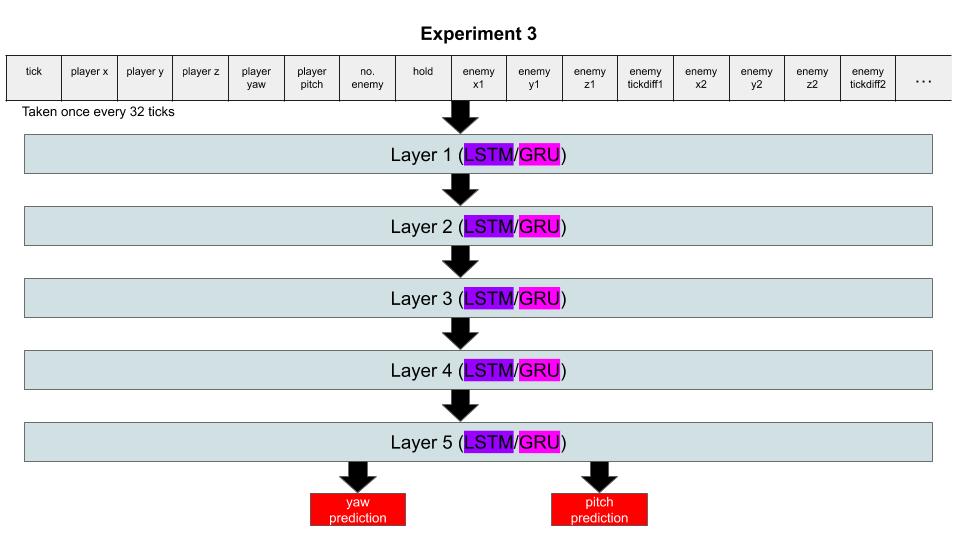 Experiment 3
tick player x player y player z player yaw player pitch no. enemy hold enemy x1 enemy y1 enemy z1 enemy tickdiff1 enemy x2 enemy y2 enemy z2 enemy tickdiff2 ...
Taken once every 32 ticks
Layer 1 (LSTM/GRU)
Layer 2 (LSTM/GRU)
Layer 3 (LSTM/GRU)
Layer 4 (LSTM/GRU)
Layer 5 (LSTM/GRU)
yaw
prediction
pitch
prediction